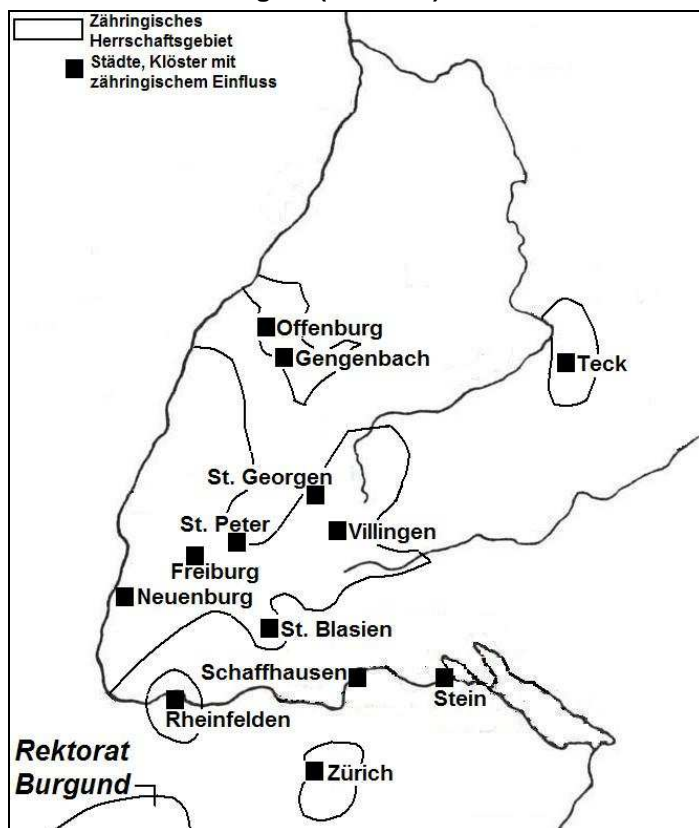 Zähringisches
Herrschaftsgebiet
Städte, Klöster mit
zähringischem Einfluss
Offenburg
Gengenbach
Teck
St. Georgen
St. Peter
Villingen
Freiburg
Neuenburg
St. Blasien
Schaffhausen
Stein
Rheinfelden
Rektorat
Burgund
Zürich